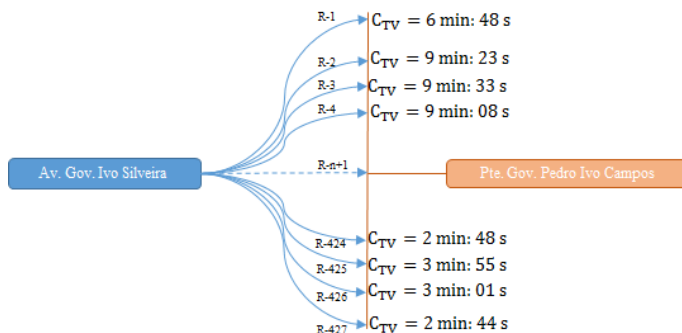 R-1
C_TV = 6 min: 48 s
R-2
C_TV = 9 min: 23 s
R-3
C_TV = 9 min: 33 s
R-4
C_TV = 9 min: 08 s
Av. Gov. Ivo Silveira
R-n+1
Pte. Gov. Pedro Ivo Campos
R-424
C_TV = 2 min: 48 s
R-425
C_TV = 3 min: 55 s
R-426
C_TV = 3 min: 01 s
R-427
C_TV = 2 min: 44 s